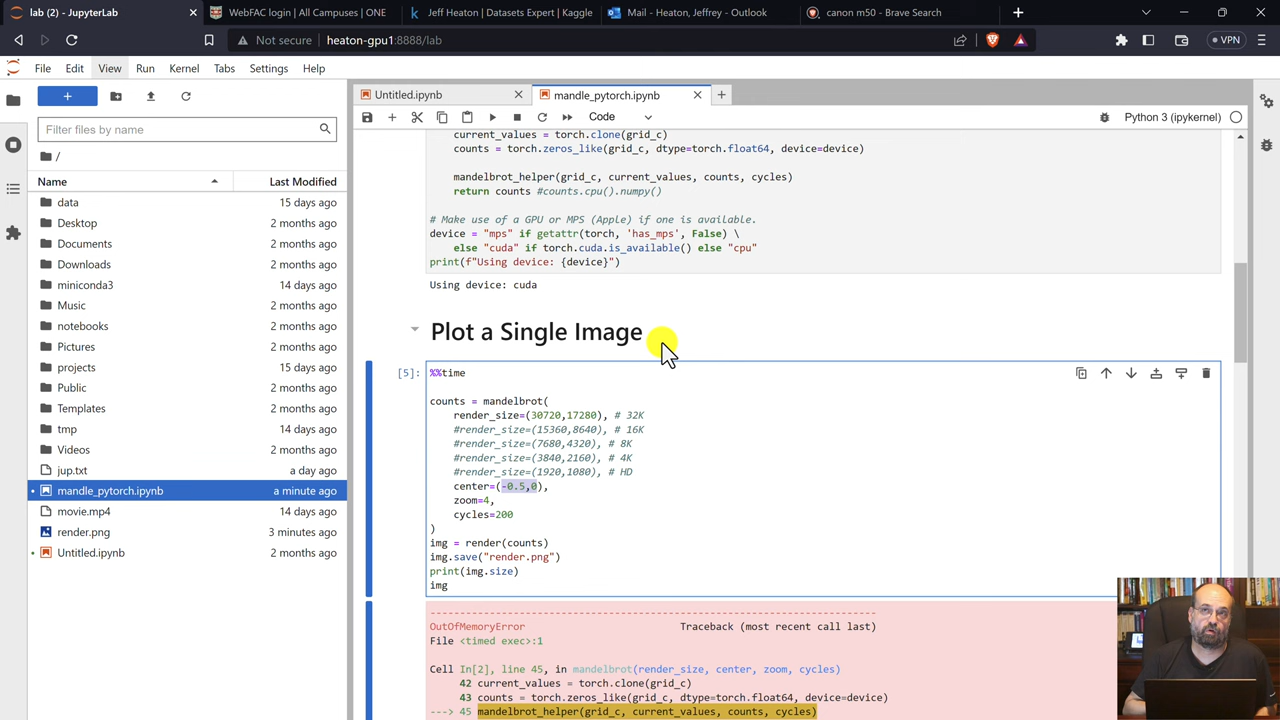 lab (2) - JupyterLab
WebFAC login | All Campuses | ONE
Jeff Heaton | Datasets Expert | Kaggle
Mail - Heaton, Jeffrey - Outlook
canon m50 - Brave Search
Not secure
heaton-gpu1:8888/lab
VPN
File Edit View Run Kernel Tabs Settings Help
Untitled.ipynb
mandle_pytorch.ipynb
Code
Python 3 (ipykernel)
Filter files by name
/
Name Last Modified
data 15 days ago
Desktop 2 months ago
Documents 2 months ago
Downloads 2 months ago
miniconda3 14 days ago
Music 2 months ago
notebooks 2 months ago
Pictures 2 months ago
projects 15 days ago
Public 2 months ago
Templates 2 months ago
tmp 2 months ago
Videos 2 months ago
jup.txt a day ago
mandle_pytorch.ipynb a minute ago
movie.mp4 14 days ago
render.png 3 minutes ago
Untitled.ipynb 2 months ago
current_values = torch.clone(grid_c)
counts = torch.zeros_like(grid_c, dtype=torch.float64, device=device)
mandelbrot_helper(grid_c, current_values, counts, cycles)
return counts #counts.cpu().numpy()
# Make use of a GPU or MPS (Apple) if one is available.
device = "mps" if getattr(torch, 'has_mps', False) \
else "cuda" if torch.cuda.is_available() else "cpu"
print(f"Using device: {device}")
Using device: cuda
Plot a Single Image
[5]:
%%time
counts = mandelbrot(
render_size=(30720,17280), # 32K
#render_size=(15360,8640), # 16K
#render_size=(7680,4320), # 8K
#render_size=(3840,2160), # 4K
#render_size=(1920,1080), # HD
center=(-0.5,0),
zoom=4,
cycles=200
)
img = render(counts)
img.save("render.png")
print(img.size)
img
---------------------------------------------------------------------------
OutOfMemoryError Traceback (most recent call last)
File <timed exec>:1
Cell In[2], line 45, in mandelbrot(render_size, center, zoom, cycles)
42 current_values = torch.clone(grid_c)
43 counts = torch.zeros_like(grid_c, dtype=torch.float64, device=device)
---> 45 mandelbrot_helper(grid_c, current_values, counts, cycles)